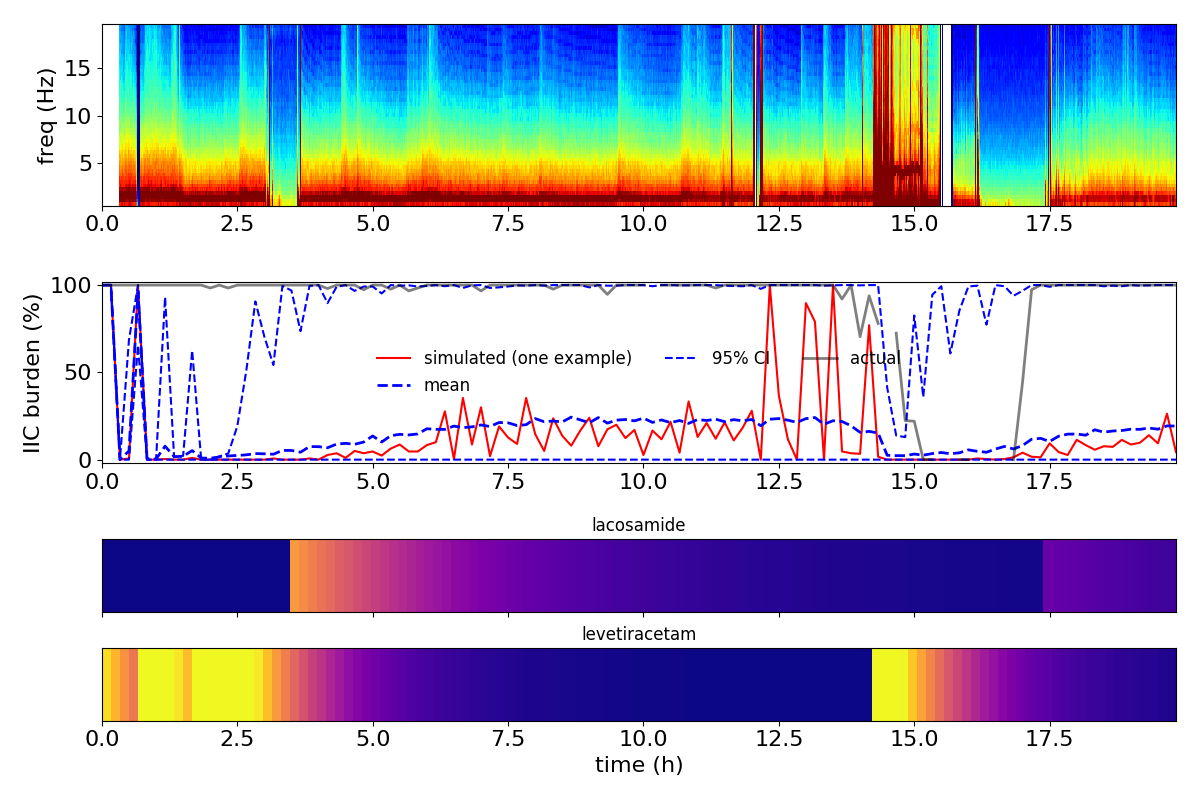 freq (Hz)
15
10
5
0.0 2.5 5.0 7.5 10.0 12.5 15.0 17.5
IIC burden (%)
100
50
0
simulated (one example) 95% CI actual
mean
0.0 2.5 5.0 7.5 10.0 12.5 15.0 17.5
lacosamide
levetiracetam
0.0 2.5 5.0 7.5 10.0 12.5 15.0 17.5
time (h)